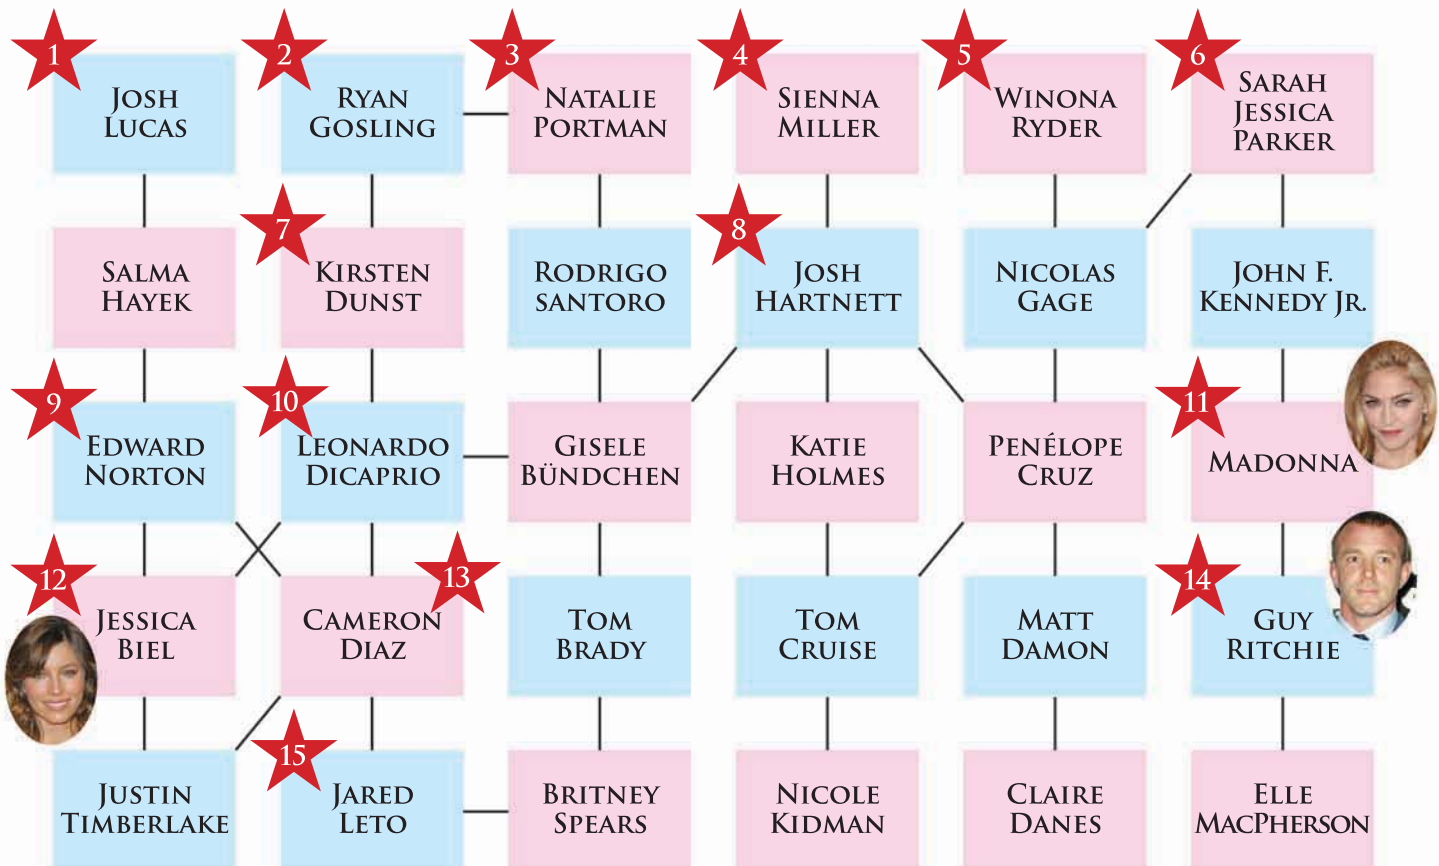 1
JOSH
LUCAS
2
RYAN
GOSLING
3
NATALIE
PORTMAN
4
SIENNA
MILLER
5
WINONA
RYDER
6
SARAH
JESSICA
PARKER
SALMA
HAYEK
7
KIRSTEN
DUNST
RODRIGO
SANTORO
8
JOSH
HARTNETT
NICOLAS
GAGE
JOHN F.
KENNEDY JR.
9
EDWARD
NORTON
10
LEONARDO
DICAPRIO
GISELE
BÜNDCHEN
KATIE
HOLMES
PENÉLOPE
CRUZ
11
MADONNA
12
JESSICA
BIEL
13
CAMERON
DIAZ
TOM
BRADY
TOM
CRUISE
MATT
DAMON
14
GUY
RITCHIE
JUSTIN
TIMBERLAKE
15
JARED
LETO
BRITNEY
SPEARS
NICOLE
KIDMAN
CLAIRE
DANES
ELLE
MACPHERSON